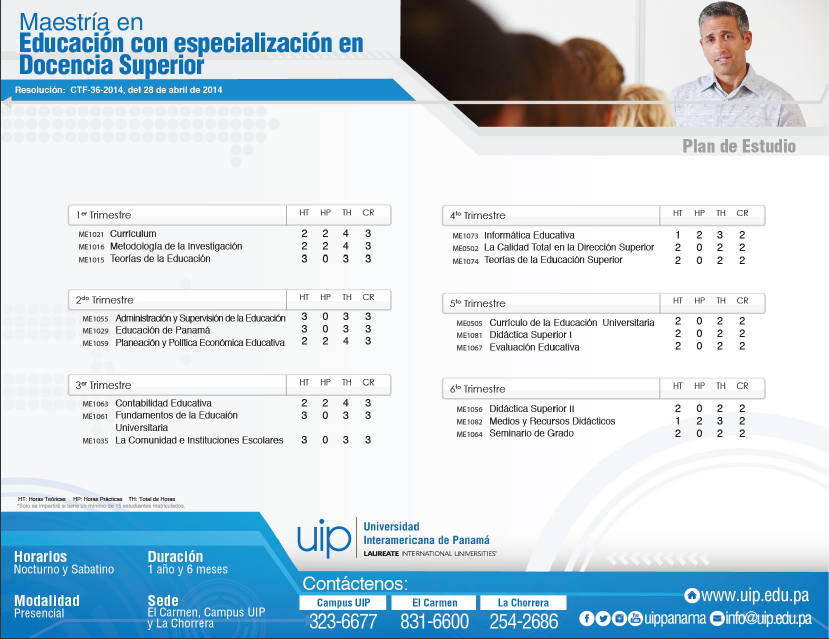 Maestría en
Educación con especialización en
Docencia Superior
Resolución: CTF-36-2014, del 28 de abril de 2014
Plan de Estudio
1er Trimestre HT HP TH CR
ME1021 Currículum 2 2 4 3
ME1016 Metodología de la Investigación 2 2 4 3
ME1015 Teorías de la Educación 3 0 3 3
2do Trimestre HT HP TH CR
ME1055 Administración y Supervisión de la Educación 3 0 3 3
ME1029 Educación de Panamá 3 0 3 3
ME1059 Planeación y Política Económica Educativa 2 2 4 3
3er Trimestre HT HP TH CR
ME1063 Contabilidad Educativa 2 2 4 3
ME1061 Fundamentos de la Educaión 3 0 3 3
Universitaria
ME1035 La Comunidad e Instituciones Escolares 3 0 3 3
4to Trimestre HT HP TH CR
ME1073 Informática Educativa 1 2 3 2
ME0502 La Calidad Total en la Dirección Superior 2 0 2 2
ME1074 Teorías de la Educación Superior 2 0 2 2
5to Trimestre HT HP TH CR
ME0505 Currículo de la Educación Universitaria 2 0 2 2
ME1081 Didáctica Superior I 2 0 2 2
ME1067 Evaluación Educativa 2 0 2 2
6to Trimestre HT HP TH CR
ME1056 Didáctica Superior II 2 0 2 2
ME1082 Medios y Recursos Didácticos 1 2 3 2
ME1064 Seminario de Grado 2 0 2 2
HT: Horas Teóricas HP: Horas Prácticas TH: Total de Horas
*Solo se impartirá si tiene un mínimo de 15 estudiantes matriculados.
Horarios
Nocturno y Sabatino
Duración
1 año y 6 meses
Modalidad
Presencial
Sede
El Carmen, Campus UIP
y La Chorrera
uip
Universidad
Interamericana de Panamá
LAUREATE INTERNATIONAL UNIVERSITIES
Contáctenos:
Campus UIP El Carmen La Chorrera
323-6677 831-6600 254-2686
www.uip.edu.pa
uippanama info@uip.edu.pa